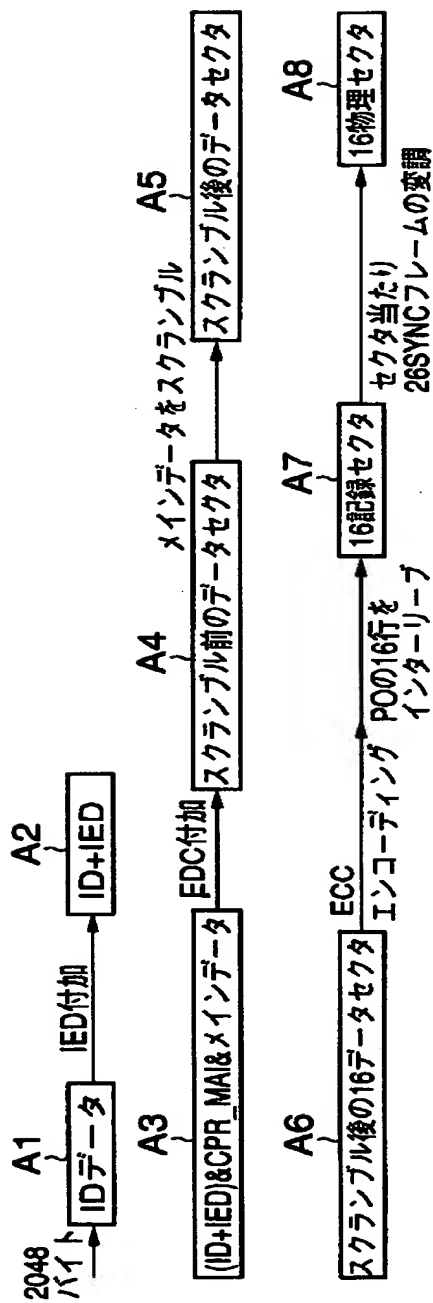 2048
バイト
A1
IDデータ
IED付加
A2
ID+IED
A3
(ID+IED)&CPR_MAI&メインデータ
EDC付加
A4
スクランブル前のデータセクタ
メインデータをスクランブル
A5
スクランブル後のデータセクタ
A6
スクランブル後の16データセクタ
ECC
エンコーディング
POの16行を
インターリーブ
A7
16記録セクタ
セクタ当たり
26SYNCフレームの変調
A8
16物理セクタ